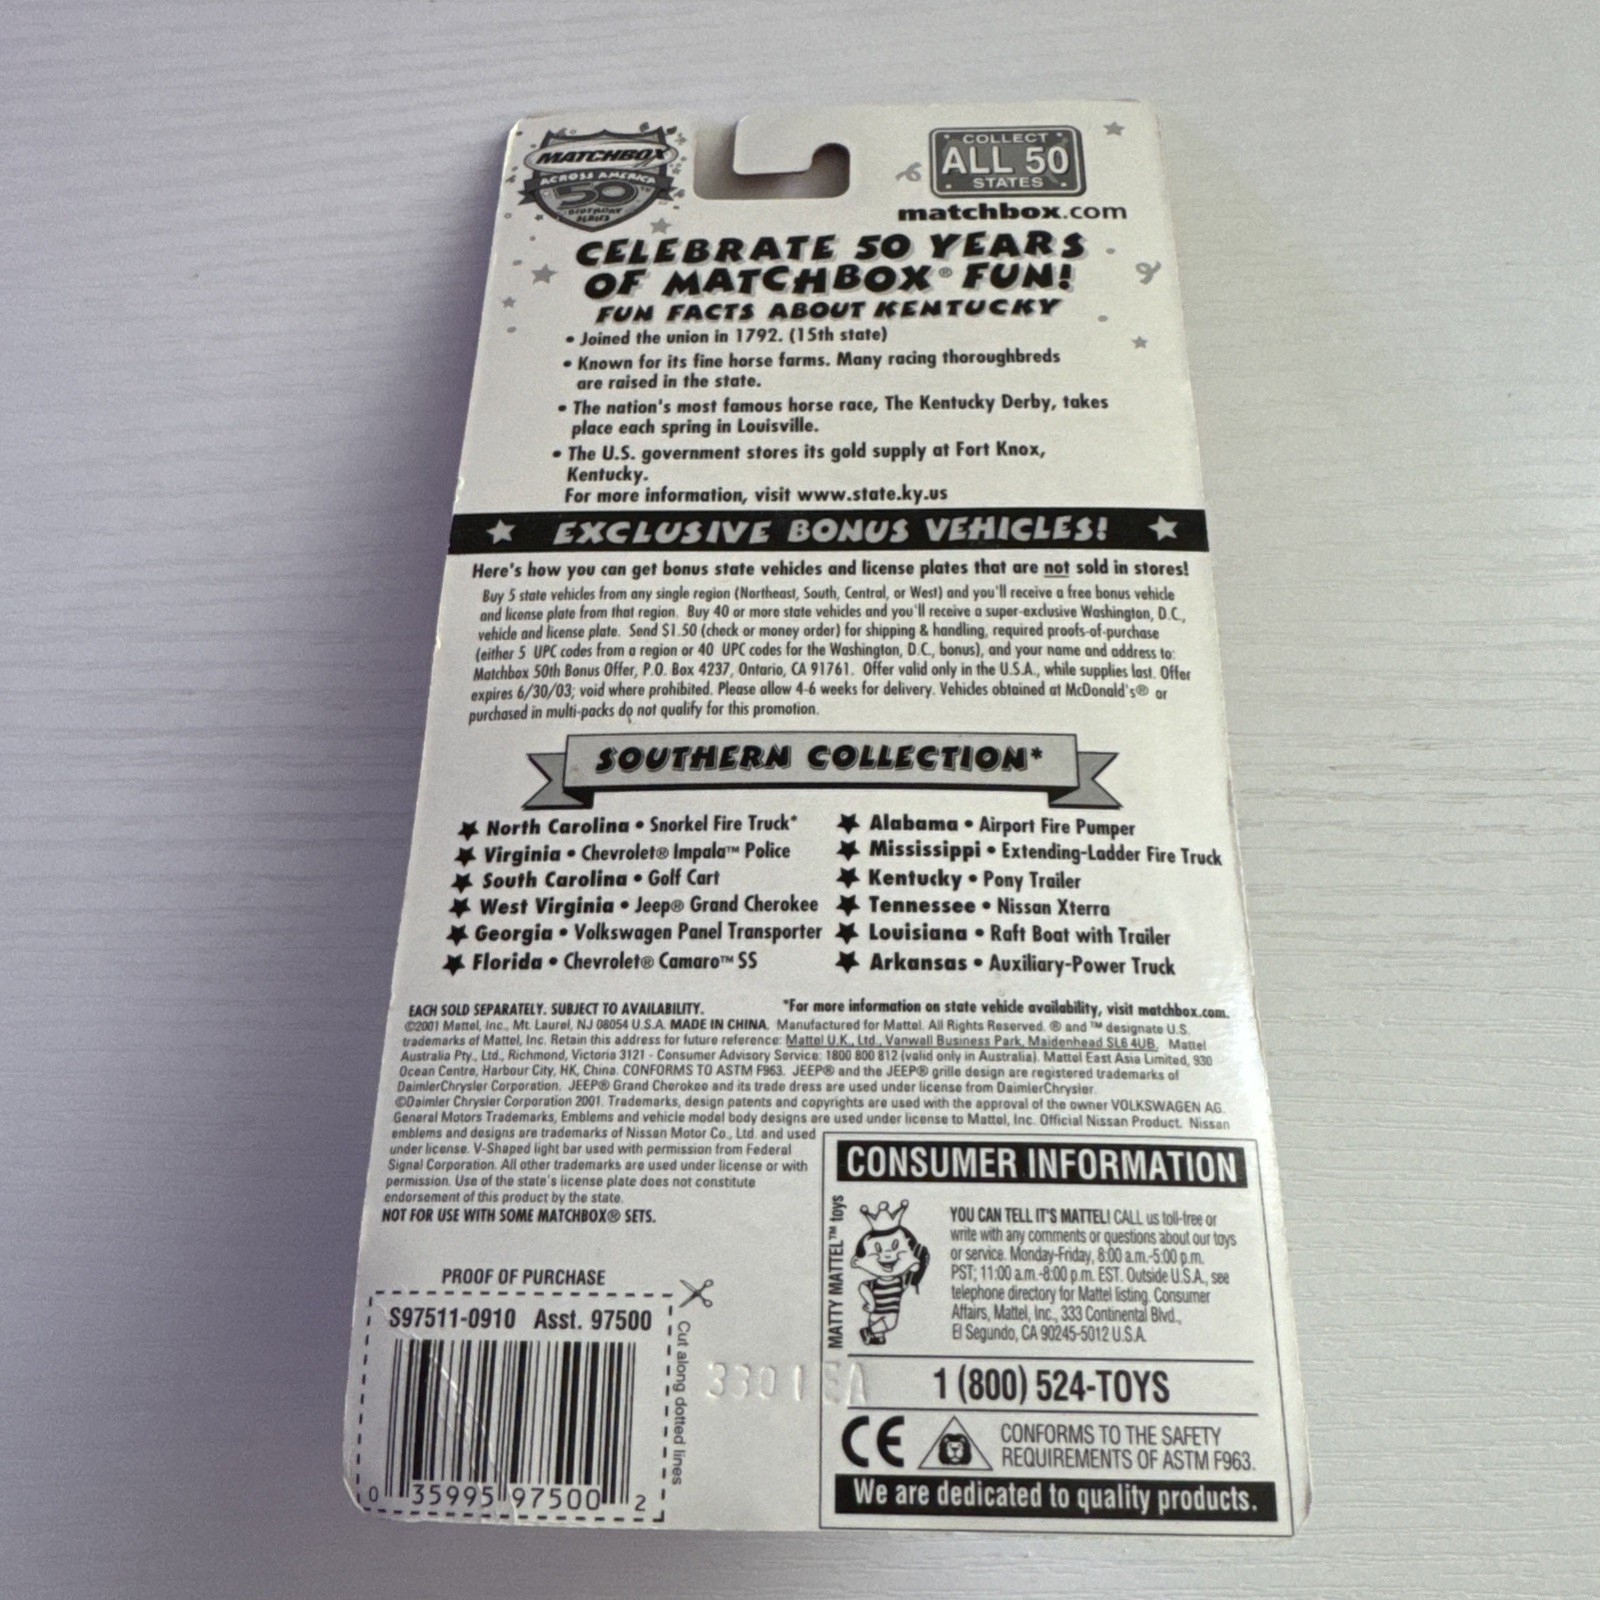 MATCHBOX
ACROSS AMERICA
50
BIRTHDAY
SERIES
COLLECT
ALL 50
STATES
matchbox.com
CELEBRATE 50 YEARS
OF MATCHBOX® FUN!
FUN FACTS ABOUT KENTUCKY
• Joined the union in 1792. (15th state)
• Known for its fine horse farms. Many racing thoroughbreds
are raised in the state.
• The nation's most famous horse race, The Kentucky Derby, takes
place each spring in Louisville.
• The U.S. government stores its gold supply at Fort Knox,
Kentucky.
For more information, visit www.state.ky.us
EXCLUSIVE BONUS VEHICLES!
Here's how you can get bonus state vehicles and license plates that are not sold in stores!
Buy 5 state vehicles from any single region (Northeast, South, Central, or West) and you'll receive a free bonus vehicle
and license plate from that region. Buy 40 or more state vehicles and you'll receive a super-exclusive Washington, D.C.,
vehicle and license plate. Send $1.50 (check or money order) for shipping & handling, required proofs-of-purchase
(either 5 UPC codes from a region or 40 UPC codes for the Washington, D.C., bonus), and your name and address to:
Matchbox 50th Bonus Offer, P.O. Box 4237, Ontario, CA 91761. Offer valid only in the U.S.A., while supplies last. Offer
expires 6/30/03; void where prohibited. Please allow 4-6 weeks for delivery. Vehicles obtained at McDonald's® or
purchased in multi-packs do not qualify for this promotion.
SOUTHERN COLLECTION*
North Carolina • Snorkel Fire Truck*
Virginia • Chevrolet® Impala™ Police
South Carolina • Golf Cart
West Virginia • Jeep® Grand Cherokee
Georgia • Volkswagen Panel Transporter
Florida • Chevrolet® Camaro™ SS
Alabama • Airport Fire Pumper
Mississippi • Extending-Ladder Fire Truck
Kentucky • Pony Trailer
Tennessee • Nissan Xterra
Louisiana • Raft Boat with Trailer
Arkansas • Auxiliary-Power Truck
EACH SOLD SEPARATELY. SUBJECT TO AVAILABILITY.
*For more information on state vehicle availability, visit matchbox.com.
©2001 Mattel, Inc., Mt. Laurel, NJ 08054 U.S.A. MADE IN CHINA. Manufactured for Mattel. All Rights Reserved. ® and ™ designate U.S.
trademarks of Mattel, Inc. Retain this address for future reference: Mattel U.K., Ltd., Vanwall Business Park, Maidenhead SL6 4UB. Mattel
Australia Pty., Ltd., Richmond, Victoria 3121 - Consumer Advisory Service: 1800 800 812 (valid only in Australia). Mattel East Asia Limited, 930
Ocean Centre, Harbour City, HK, China. CONFORMS TO ASTM F963. JEEP® and the JEEP® grille design are registered trademarks of
DaimlerChrysler Corporation. JEEP® Grand Cherokee and its trade dress are used under license from DaimlerChrysler.
©Daimler Chrysler Corporation 2001. Trademarks, design patents and copyrights are used with the approval of the owner VOLKSWAGEN AG.
General Motors Trademarks, Emblems and vehicle model body designs are used under license to Mattel, Inc. Official Nissan Product. Nissan
emblems and designs are trademarks of Nissan Motor Co., Ltd. and used
under license. V-Shaped light bar used with permission from Federal
Signal Corporation. All other trademarks are used under license or with
permission. Use of the state's license plate does not constitute
endorsement of this product by the state.
NOT FOR USE WITH SOME MATCHBOX® SETS.
PROOF OF PURCHASE
S97511-0910 Asst. 97500
Cut along dotted lines
0 35995 97500 2
3301EA
CONSUMER INFORMATION
MATTY MATTEL™ toys
YOU CAN TELL IT'S MATTEL! CALL us toll-free or
write with any comments or questions about our toys
or service. Monday-Friday, 8:00 a.m.-5:00 p.m.
PST; 11:00 a.m.-8:00 p.m. EST. Outside U.S.A., see
telephone directory for Mattel listing. Consumer
Affairs, Mattel, Inc., 333 Continental Blvd.,
El Segundo, CA 90245-5012 U.S.A.
1 (800) 524-TOYS
CE
CONFORMS TO THE SAFETY
REQUIREMENTS OF ASTM F963.
We are dedicated to quality products.